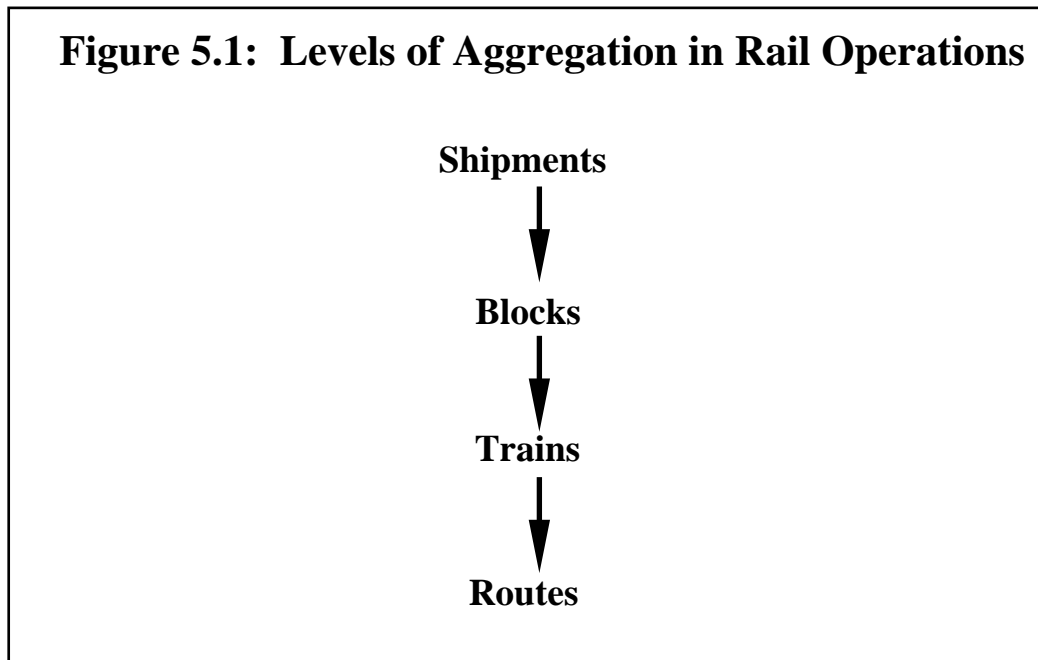 Figure 5.1: Levels of Aggregation in Rail Operations
Shipments
Blocks
Trains
Routes